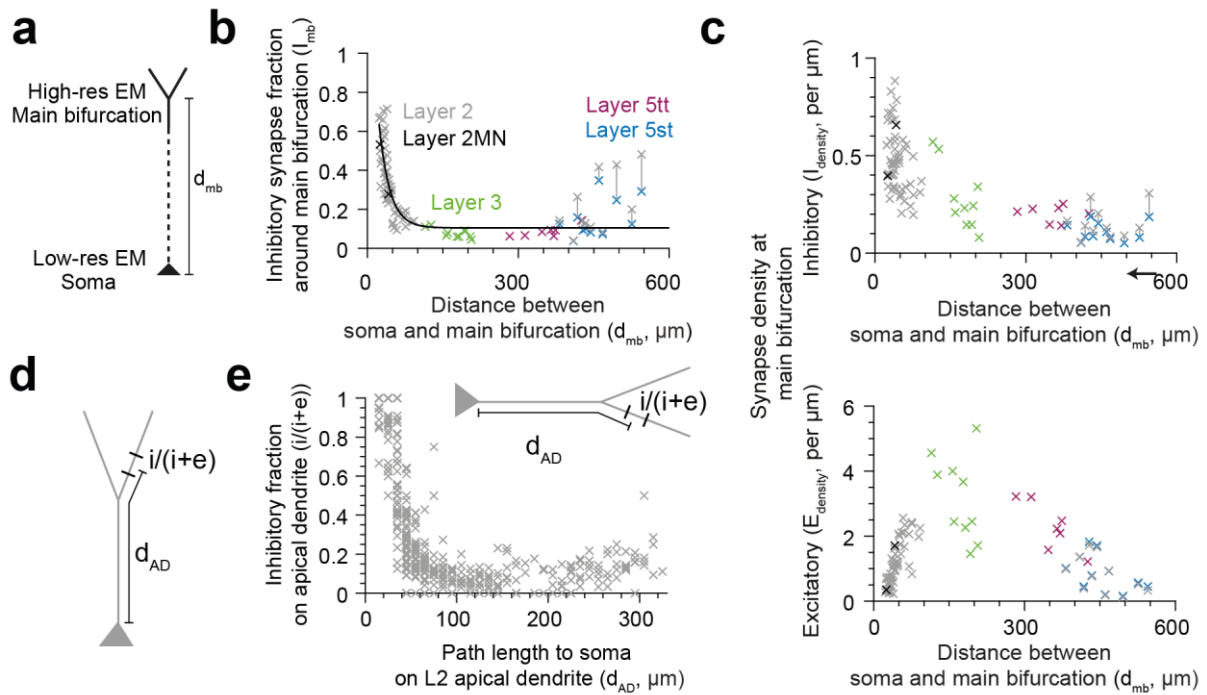 a
High-res EM
Main bifurcation
d_mb
Low-res EM
Soma
b
Inhibitory synapse fraction
around main bifurcation (I_mb)
1
0.8
0.6
0.4
0.2
0
Layer 2
Layer 2MN
Layer 3
Layer 5tt
Layer 5st
0
300
600
Distance between
soma and main bifurcation (d_mb, μm)
c
Synapse density at
main bifurcation
Inhibitory (I_density, per μm)
1
0.5
0
0
300
600
Distance between
soma and main bifurcation (d_mb, μm)
Excitatory (E_density, per μm)
6
4
2
0
0
300
600
Distance between
soma and main bifurcation (d_mb, μm)
d
i/(i+e)
d_AD
e
Inhibitory fraction
on apical dendrite (i/(i+e))
1
0.8
0.6
0.4
0.2
0
i/(i+e)
d_AD
0
100
200
300
Path length to soma
on L2 apical dendrite (d_AD, μm)